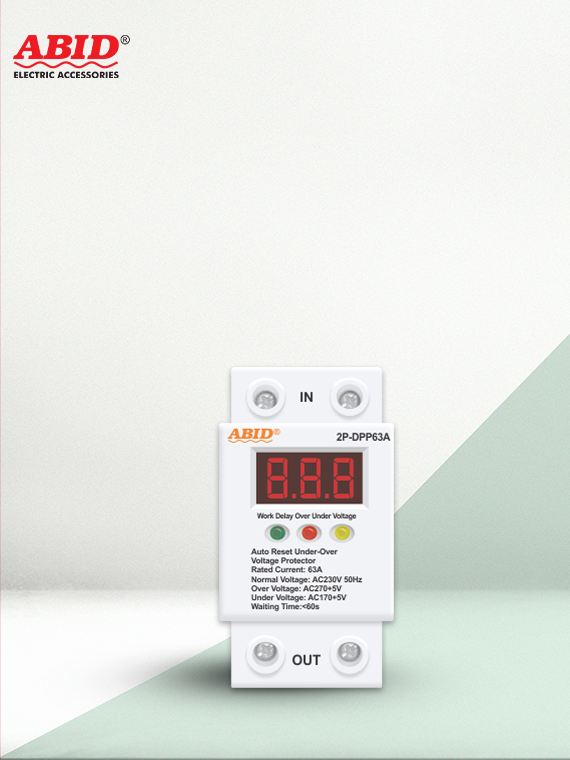 ABID®
ELECTRIC ACCESSORIES
IN
ABID®
2P-DPP63A
8.8.8
Work Delay Over Under Voltage
Auto Reset Under-Over
Voltage Protector
Rated Current: 63A
Normal Voltage: AC230V 50Hz
Over Voltage: AC270+5V
Under Voltage: AC170+5V
Waiting Time:<60s
OUT